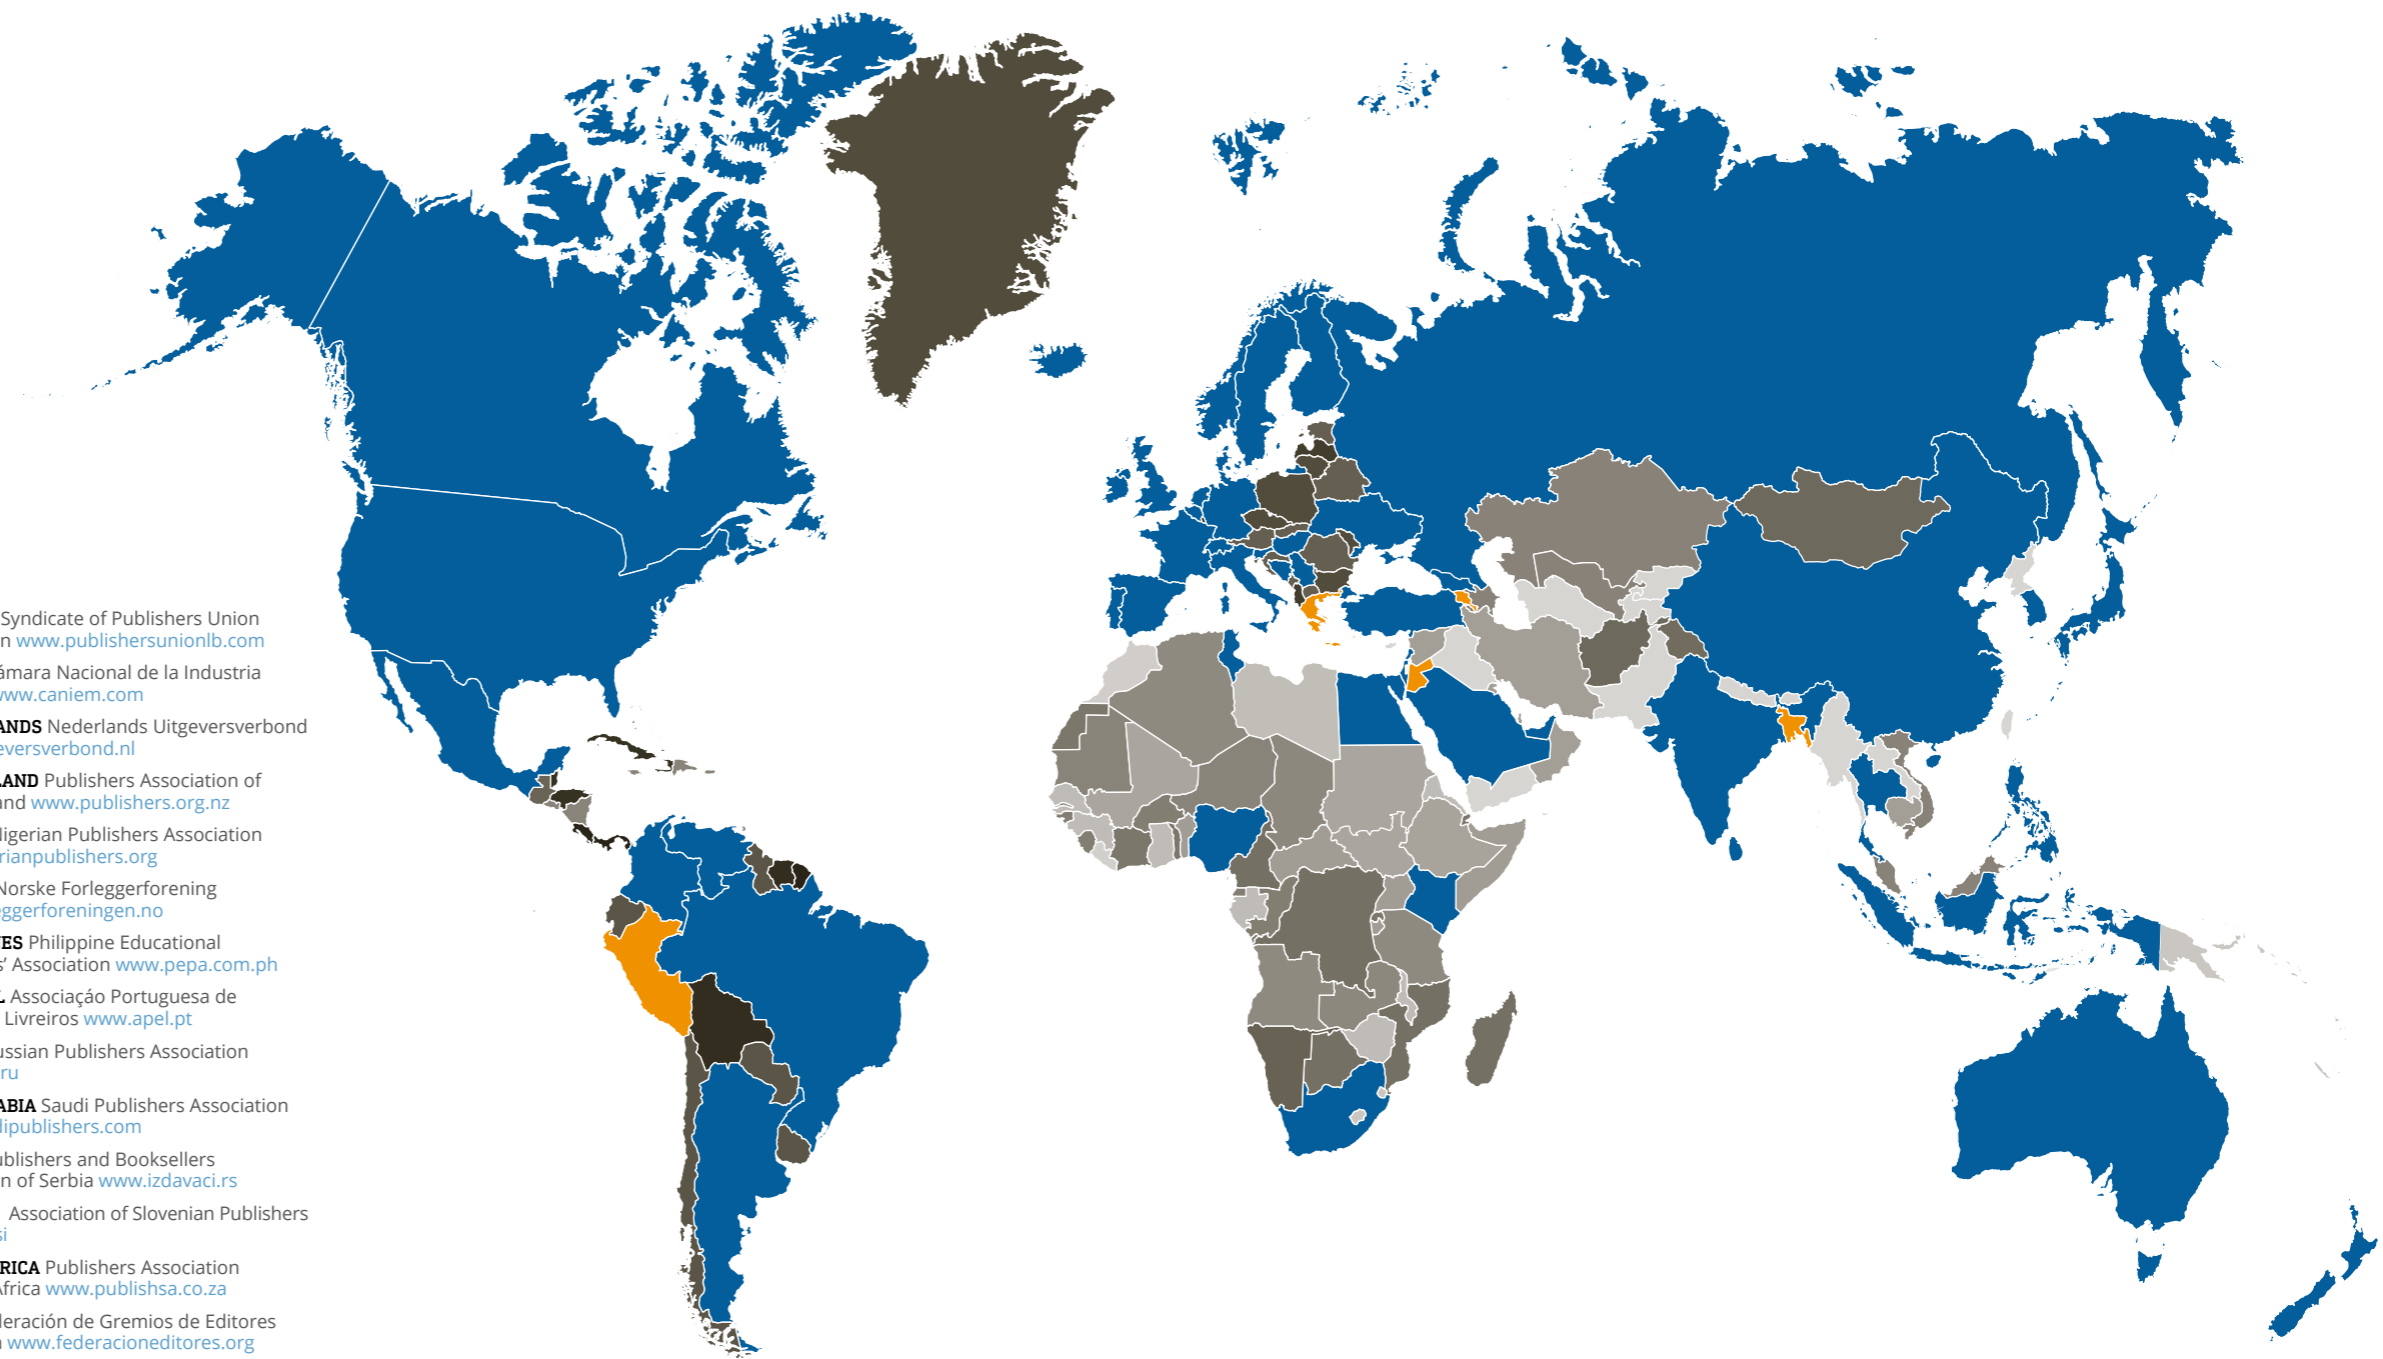 Syndicate of Publishers Union
n www.publishersunionlb.com
ámara Nacional de la Industria
www.caniem.com
ANDS Nederlands Uitgeversverbond
eversverbond.nl
LAND Publishers Association of
and www.publishers.org.nz
Nigerian Publishers Association
rianpublishers.org
Norske Forleggerforening
eggerforeningen.no
ES Philippine Educational
s’ Association www.pepa.com.ph
L Associaçáo Portuguesa de
Livreiros www.apel.pt
ussian Publishers Association
ru
ABIA Saudi Publishers Association
lipublishers.com
ublishers and Booksellers
n of Serbia www.izdavaci.rs
Association of Slovenian Publishers
si
RICA Publishers Association
Africa www.publishsa.co.za
deración de Gremios de Editores
www.federacioneditores.org